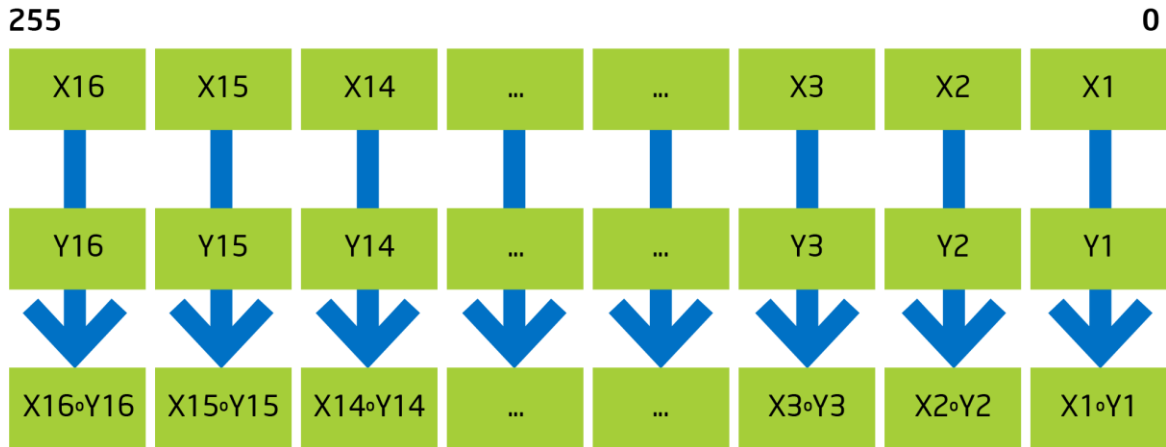 255 0
X16 X15 X14 ... ... X3 X2 X1
Y16 Y15 Y14 ... ... Y3 Y2 Y1
X16∘Y16 X15∘Y15 X14∘Y14 ... ... X3∘Y3 X2∘Y2 X1∘Y1